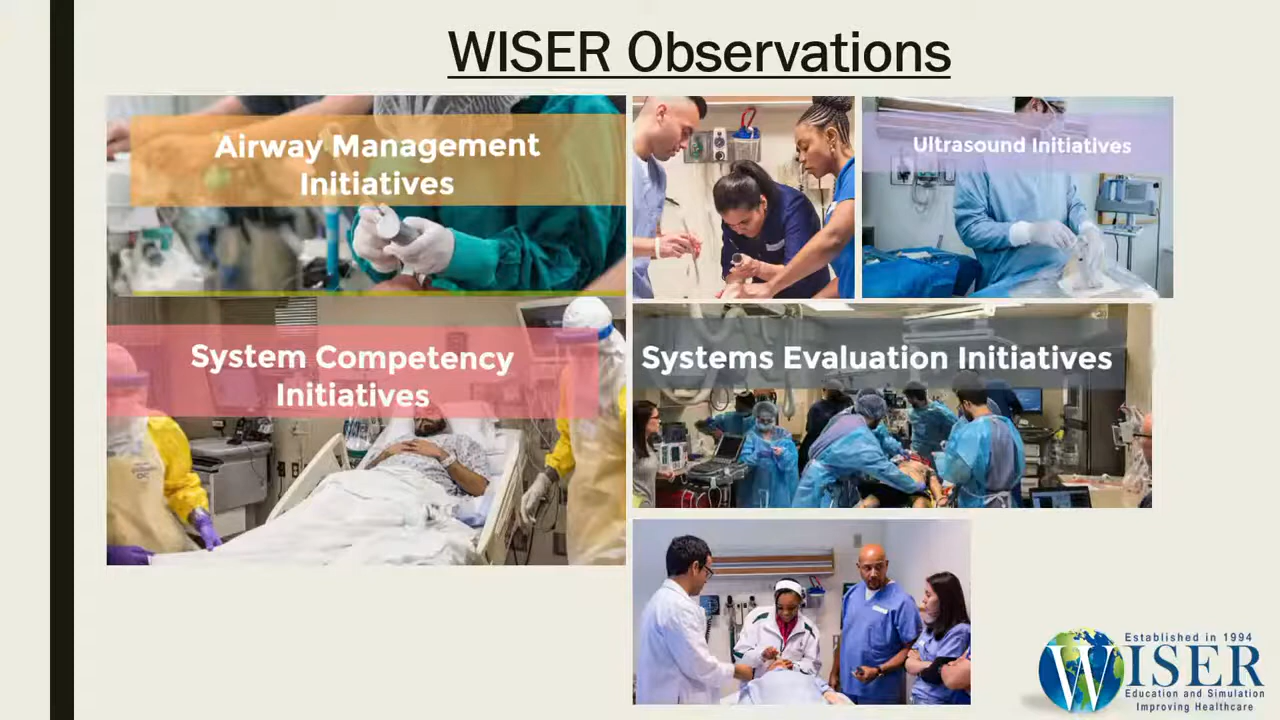 WISER Observations
Airway Management
Initiatives
Ultrasound Initiatives
System Competency
Initiatives
Systems Evaluation Initiatives
Established in 1994
WISER
Education and Simulation
Improving Healthcare